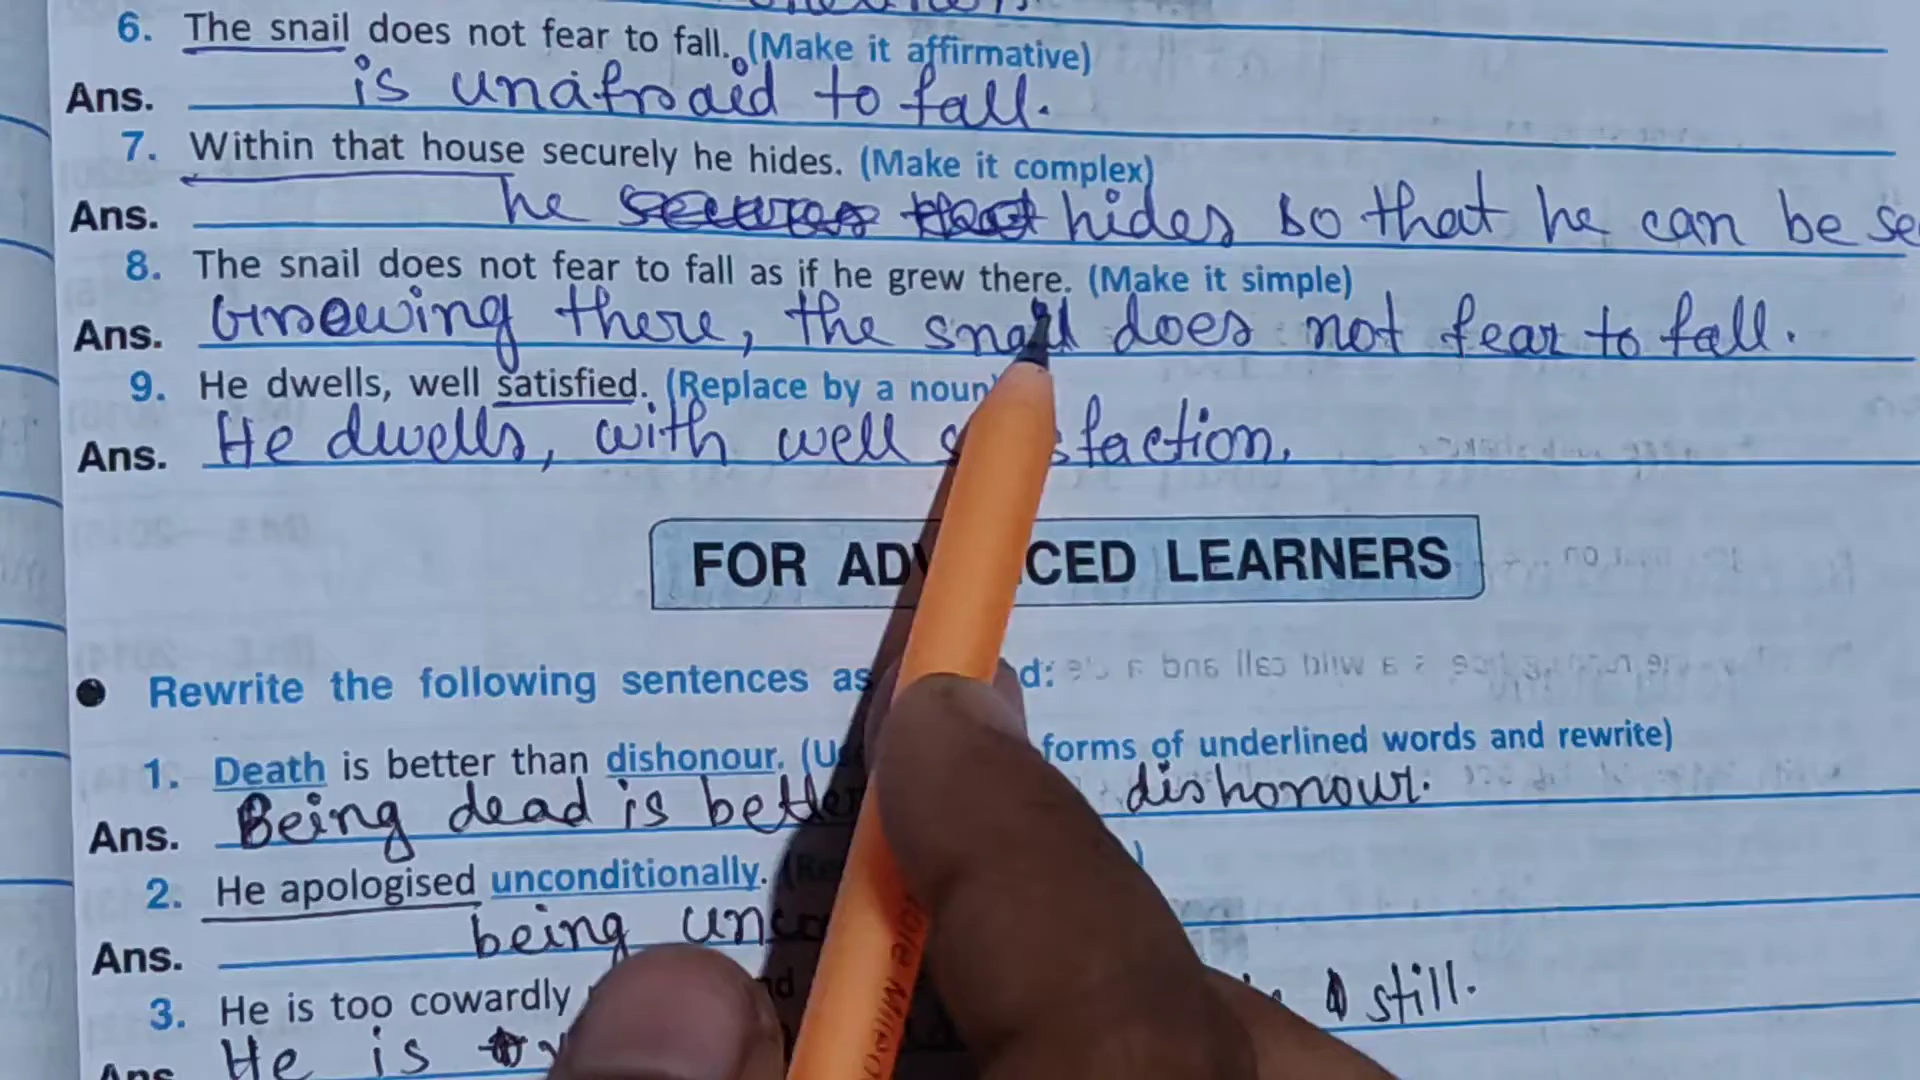 6. The snail does not fear to fall. (Make it affirmative)
Ans. is unafraid to fall.
7. Within that house securely he hides. (Make it complex)
Ans. he hides so that he can be se
8. The snail does not fear to fall as if he grew there. (Make it simple)
Ans. Growing there, the snail does not fear to fall.
9. He dwells, well satisfied. (Replace by a noun)
Ans. He dwells, with well faction.
FOR AD CED LEARNERS
Rewrite the following sentences as d:
1. Death is better than dishonour. (U forms of underlined words and rewrite)
Ans. Being dead is bette dishonour.
2. He apologised unconditionally.
Ans. being unco
3. He is too cowardly still.
Ans He is